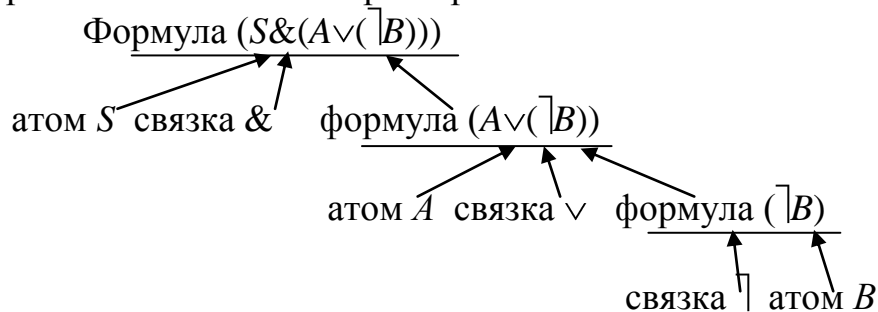 Формула (S&(A∨(⌉B)))
атом S связка & формула (A∨(⌉B))
атом A связка ∨ формула (⌉B)
связка ⌉ атом B